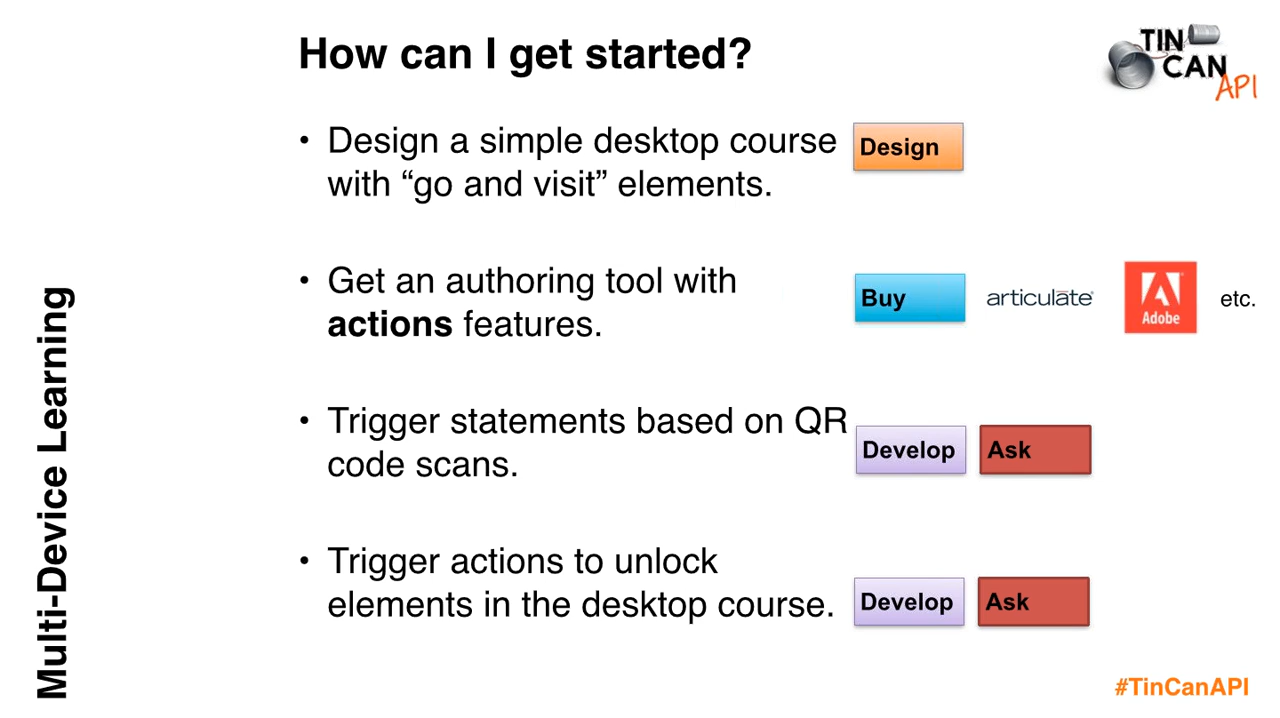 How can I get started?
TIN
CAN
API
• Design a simple desktop course
with “go and visit” elements.
Design
• Get an authoring tool with
actions features.
Buy
articulate®
Adobe
etc.
• Trigger statements based on QR
code scans.
Develop
Ask
• Trigger actions to unlock
elements in the desktop course.
Develop
Ask
Multi-Device Learning
#TinCanAPI